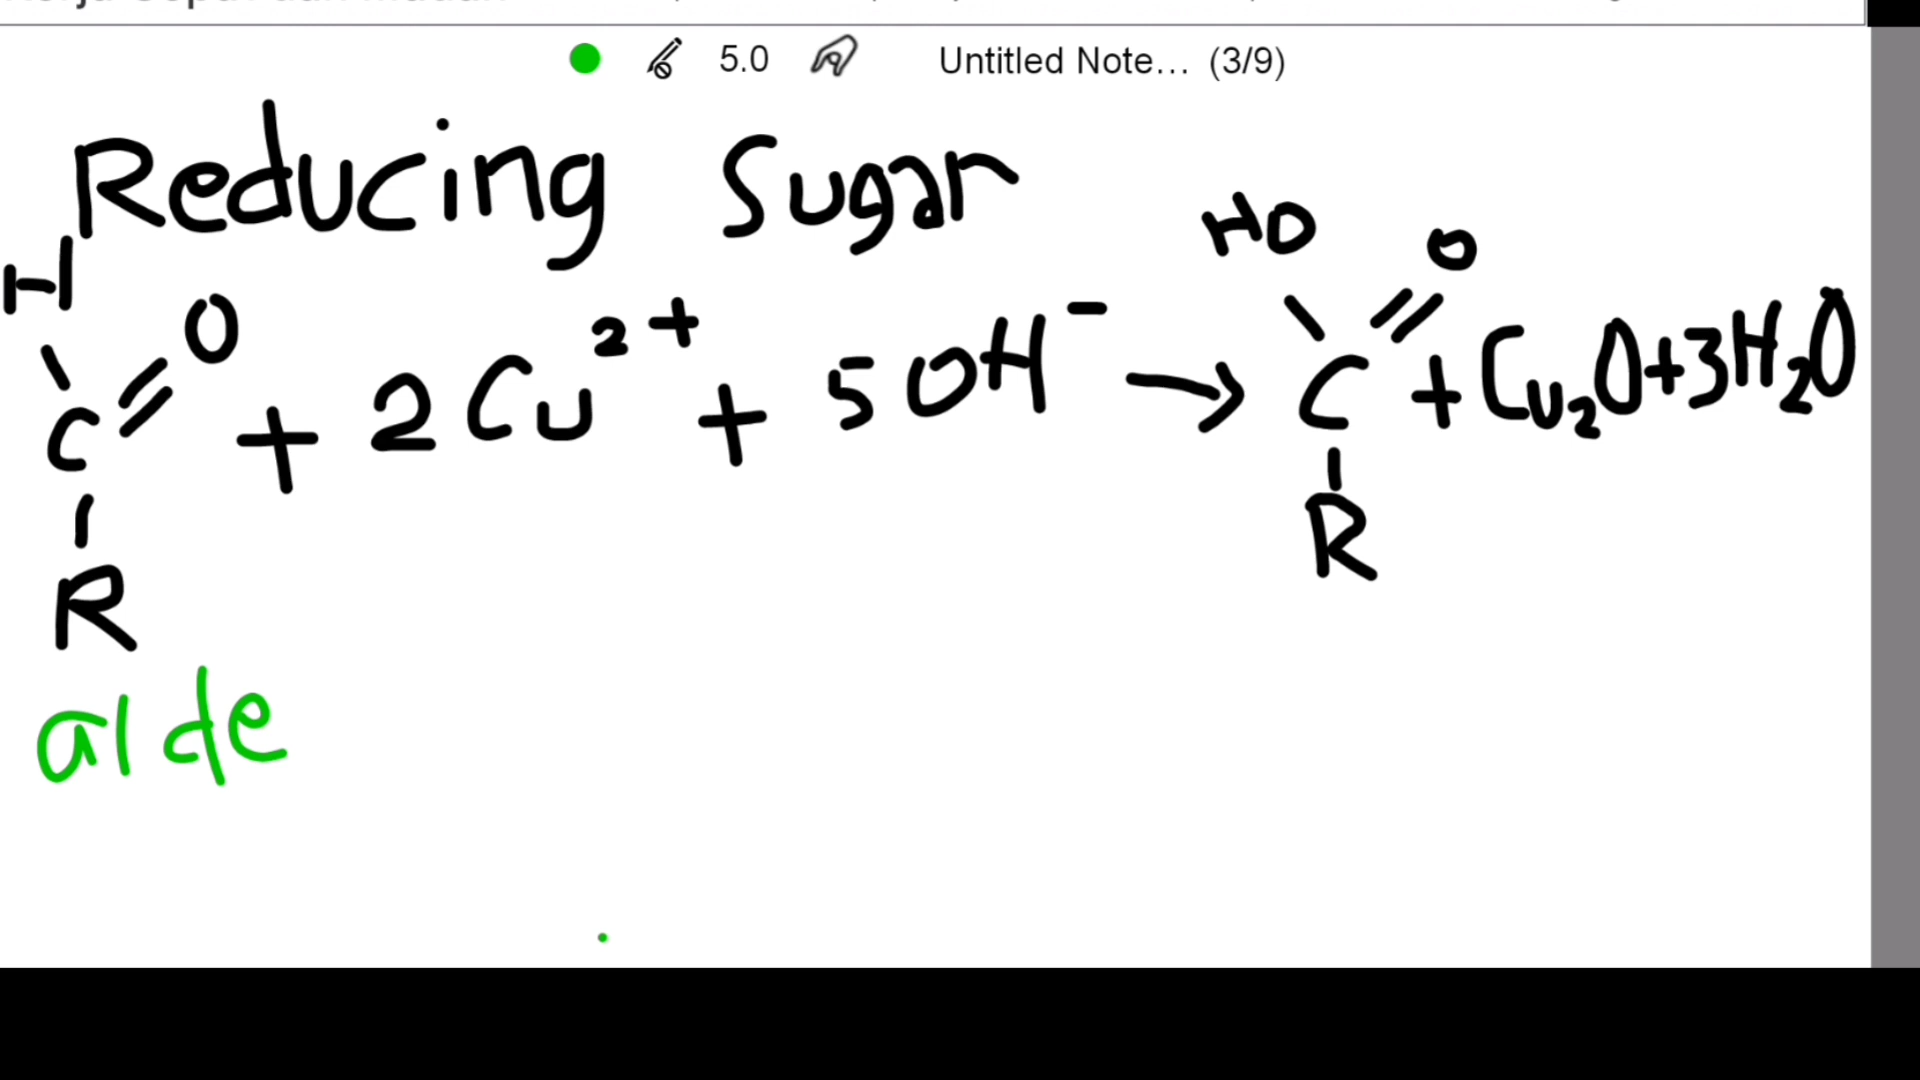 5.0 Untitled Note... (3/9)
Reducing Sugar
H
C=O + 2Cu²⁺ + 5OH⁻ → HO C=O + Cu₂O+3H₂O
R R
alde